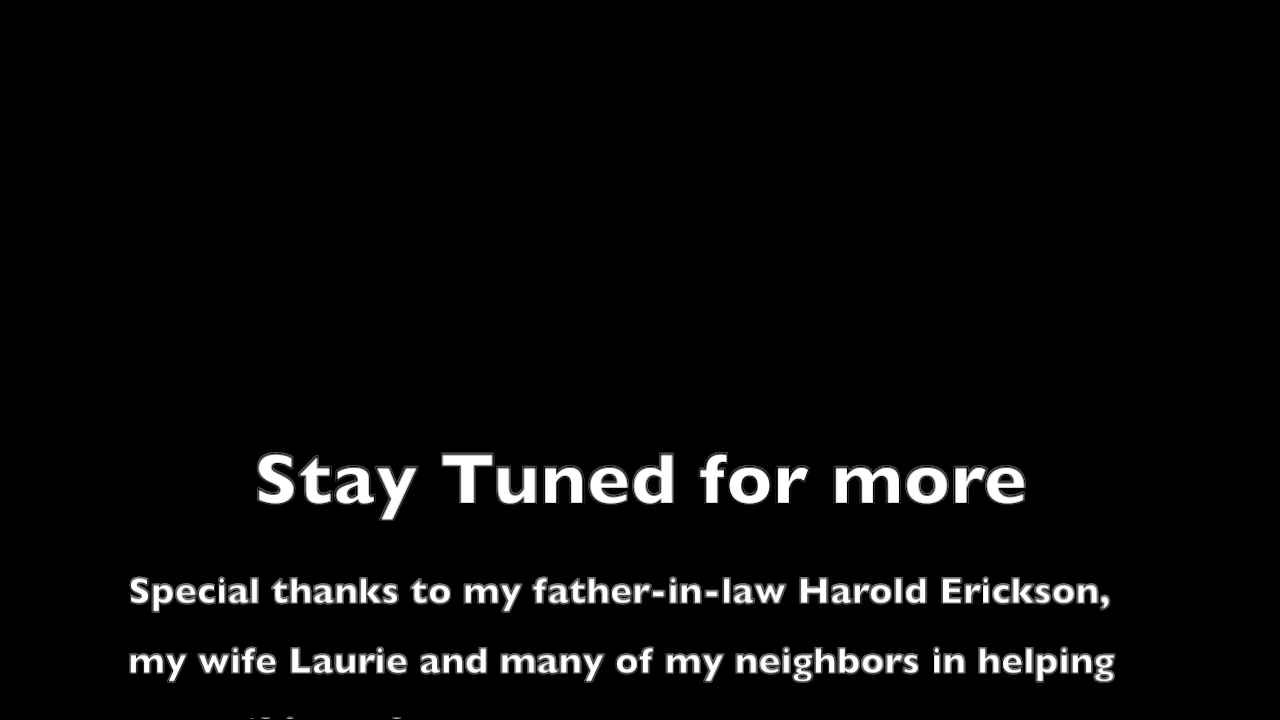 Stay Tuned for more
Special thanks to my father-in-law Harold Erickson,
my wife Laurie and many of my neighbors in helping